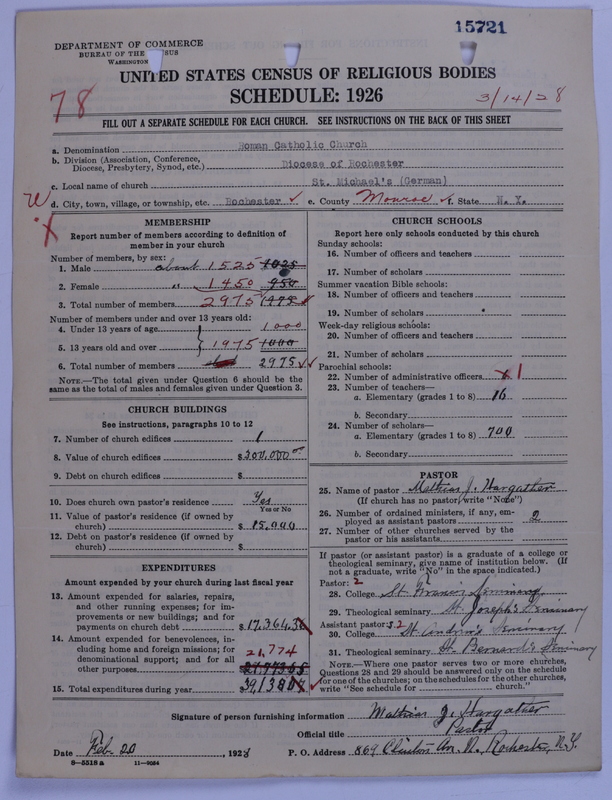 15721
DEPARTMENT OF COMMERCE
BUREAU OF THE SUS
WASHINGTON
UNITED STATES CENSUS OF RELIGIOUS BODIES
SCHEDULE: 1926
78
3/14/28
FILL OUT A SEPARATE SCHEDULE FOR EACH CHURCH. SEE INSTRUCTIONS ON THE BACK OF THIS SHEET
a. Denomination Roman Catholic Church
b. Division (Association, Conference, Diocese, Presbytery, Synod, etc.) Diocese of Rochester
c. Local name of church St. Michael's (German)
d. City, town, village, or township, etc. Rochester e. County Monroe f. State N. Y.
MEMBERSHIP
Report number of members according to definition of
member in your church
Number of members, by sex:
1. Male about 1525 1025
2. Female " 1450 950
3. Total number of members 2975 1975
Number of members under and over 13 years old:
4. Under 13 years of age 1000
5. 13 years old and over 1975 1000
6. Total number of members 2975
NOTE.—The total given under Question 6 should be
the same as the total of males and females given under Question 3.
CHURCH BUILDINGS
See instructions, paragraphs 10 to 12
7. Number of church edifices 1
8. Value of church edifices $300,000.00
9. Debt on church edifices $
10. Does church own pastor's residence Yes
Yes or No
11. Value of pastor's residence (if owned by
church) $ 15,000
12. Debt on pastor's residence (if owned by
church) $
EXPENDITURES
Amount expended by your church during last fiscal year
13. Amount expended for salaries, repairs,
and other running expenses; for im-
provements or new buildings; and for
payments on church debt $17,364.
14. Amount expended for benevolences, in-
cluding home and foreign missions; for
denominational support; and for all
other purposes 21,774
15. Total expenditures during year
CHURCH SCHOOLS
Report here only schools conducted by this church
Sunday schools:
16. Number of officers and teachers
17. Number of scholars
Summer vacation Bible schools:
18. Number of officers and teachers
19. Number of scholars
Week-day religious schools:
20. Number of officers and teachers
21. Number of scholars
Parochial schools:
22. Number of administrative officers 1
23. Number of teachers—
a. Elementary (grades 1 to 8) 16
b. Secondary
24. Number of scholars—
a. Elementary (grades 1 to 8) 700
b. Secondary
PASTOR
25. Name of pastor Mathias J. Hargather
(If church has no pastor, write "None")
26. Number of ordained ministers, if any, em-
ployed as assistant pastors 2
27. Number of other churches served by the
pastor or his assistants
If pastor (or assistant pastor) is a graduate of a college or
theological seminary, give name of institution below. (If
not a graduate, write "No" in the space indicated.)
Pastor: 2
28. College St. Francis Seminary
29. Theological seminary St. Joseph's Seminary
Assistant pastor: 2
30. College St. Andrew's Seminary
31. Theological seminary St. Bernard's Seminary
NOTE.—Where one pastor serves two or more churches,
Questions 28 and 29 should be answered only on the schedule
for one of the churches; on the schedules for the other churches,
write "See schedule for church."
Signature of person furnishing information Mathias J. Hargather
Official title Pastor
Date Feb. 20, 1928 P. O. Address 869 Clinton Av. N. Rochester, N.Y.
8—5518 a 11—9064